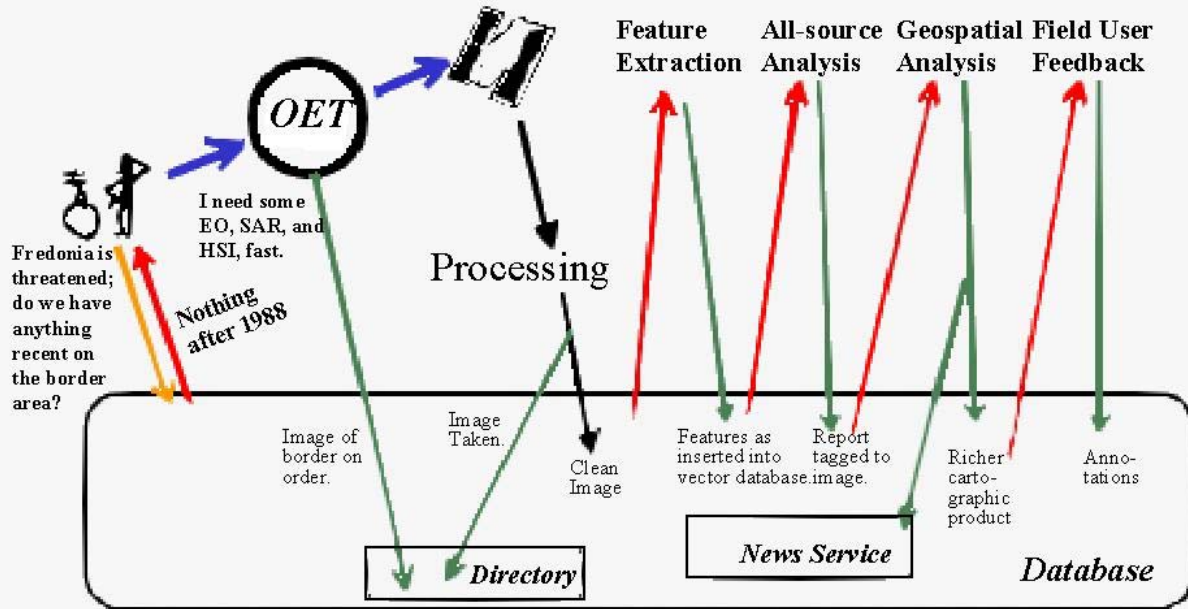 Feature
Extraction
All-source
Analysis
Geospatial
Analysis
Field User
Feedback
OET
I need some
EO, SAR, and
HSI, fast.
Fredonia is
threatened;
do we have
anything
recent on
the border
area?
Nothing
after 1988
Processing
Image of
border on
order.
Image
Taken.
Clean
Image
Features as
inserted into
vector database.
Report
tagged to
image.
Richer
carto-
graphic
product
Anno-
tations
Directory
News Service
Database